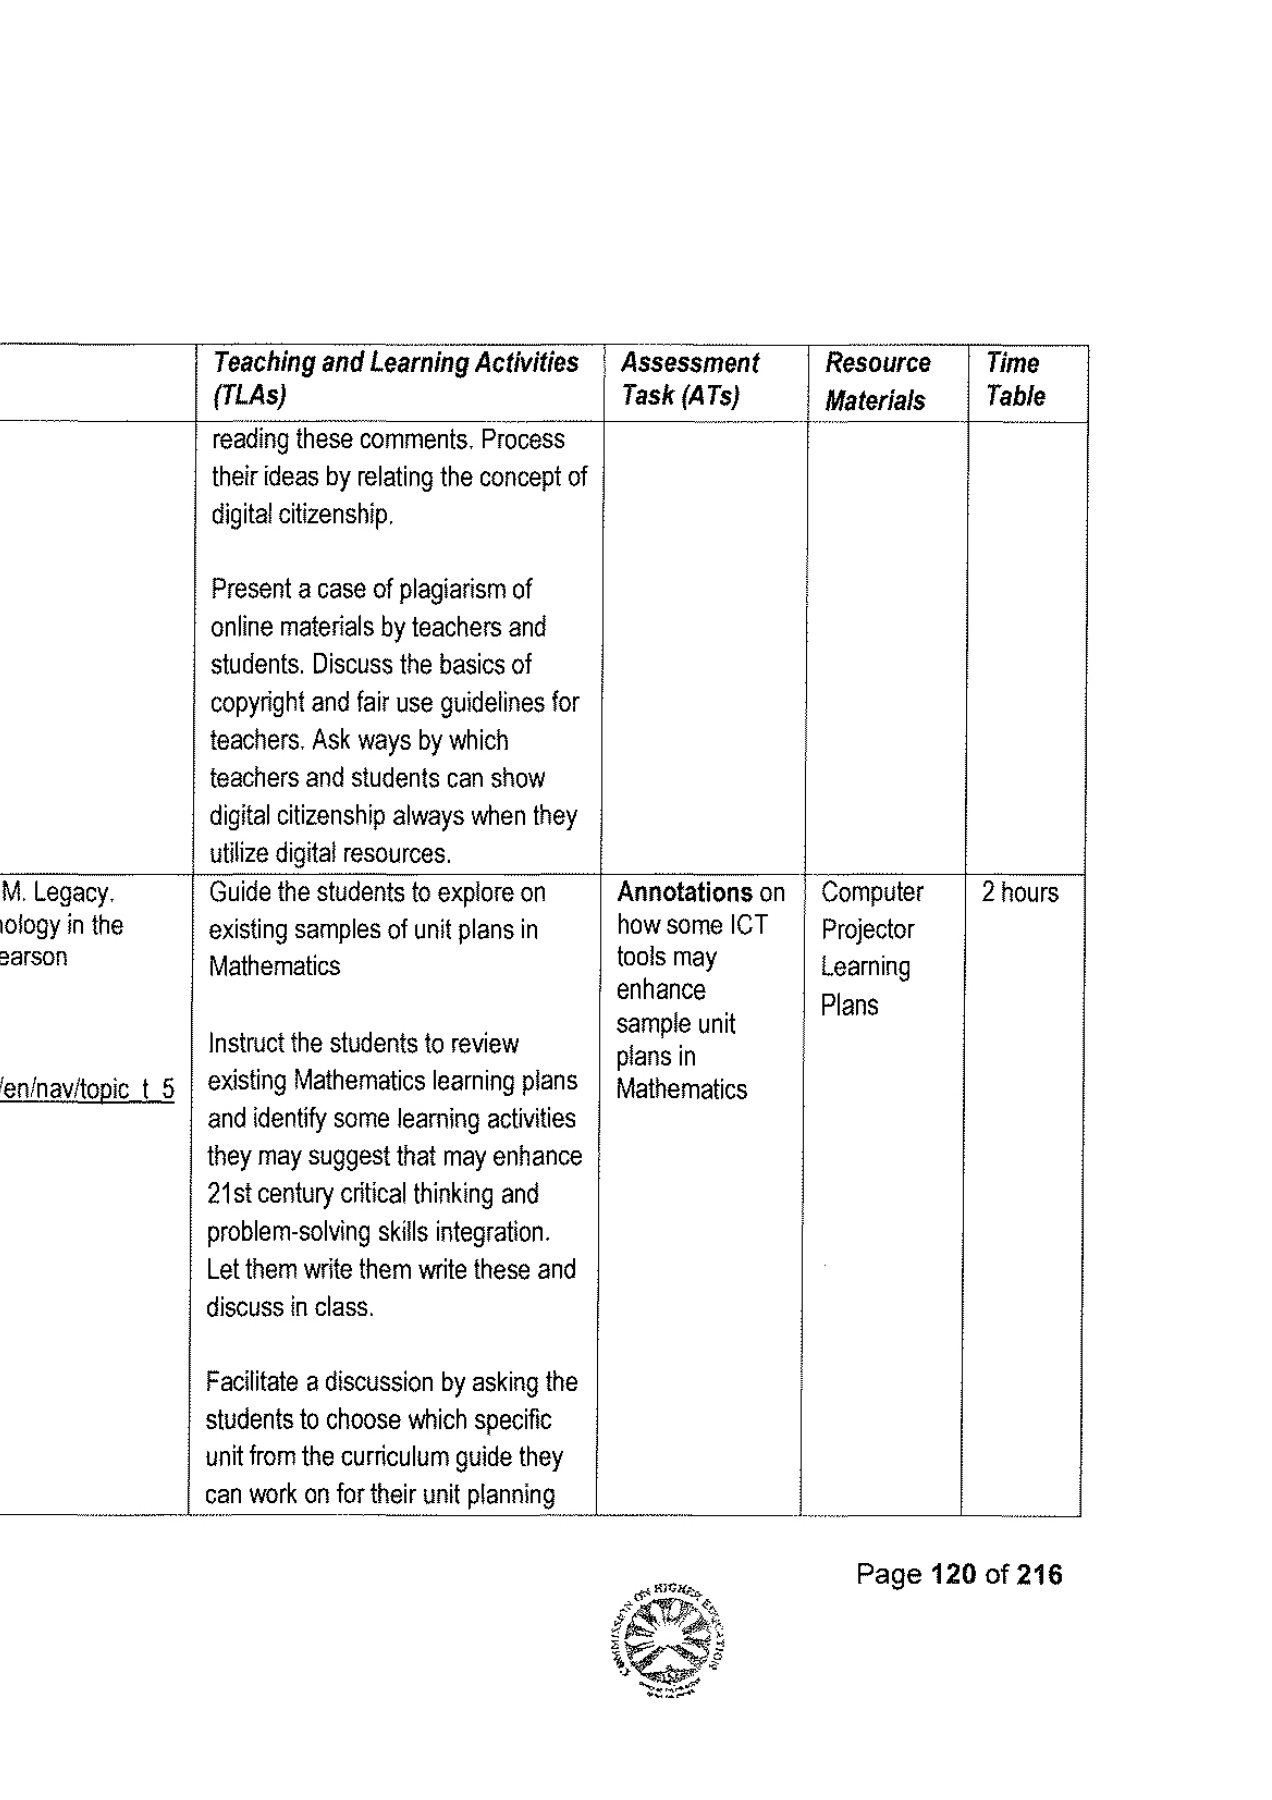 Teaching and Learning Activities
(TLAs)
Assessment
Task (ATs)
Resource
Materials
Time
Table
reading these comments. Process
their ideas by relating the concept of
digital citizenship.
Present a case of plagiarism of
online materials by teachers and
students. Discuss the basics of
copyright and fair use guidelines for
teachers. Ask ways by which
teachers and students can show
digital citizenship always when they
utilize digital resources.
M. Legacy.
ology in the
earson
/en/nav/topic_t_5
Guide the students to explore on
existing samples of unit plans in
Mathematics
Instruct the students to review
existing Mathematics learning plans
and identify some learning activities
they may suggest that may enhance
21st century critical thinking and
problem-solving skills integration.
Let them write them write these and
discuss in class.
Facilitate a discussion by asking the
students to choose which specific
unit from the curriculum guide they
can work on for their unit planning
Annotations on
how some ICT
tools may
enhance
sample unit
plans in
Mathematics
Computer
Projector
Learning
Plans
2 hours
Page 120 of 216
COMMISSION ON HIGHER EDUCATION